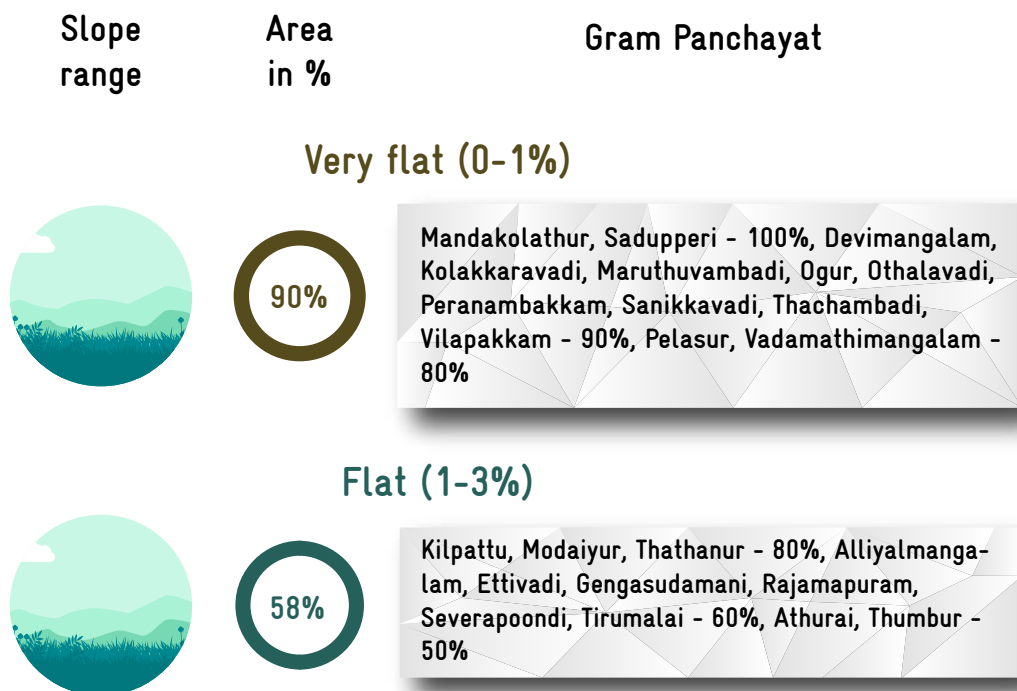 Slope
range
Area
in %
Gram Panchayat
Very flat (0-1%)
90%
Mandakolathur, Sadupperi - 100%, Devimangalam,
Kolakkaravadi, Maruthuvambadi, Ogur, Othalavadi,
Peranambakkam, Sanikkavadi, Thachambadi,
Vilapakkam - 90%, Pelasur, Vadamathimangalam -
80%
Flat (1-3%)
58%
Kilpattu, Modaiyur, Thathanur - 80%, Alliyalmanga-
lam, Ettivadi, Gengasudamani, Rajamapuram,
Severapoondi, Tirumalai - 60%, Athurai, Thumbur -
50%